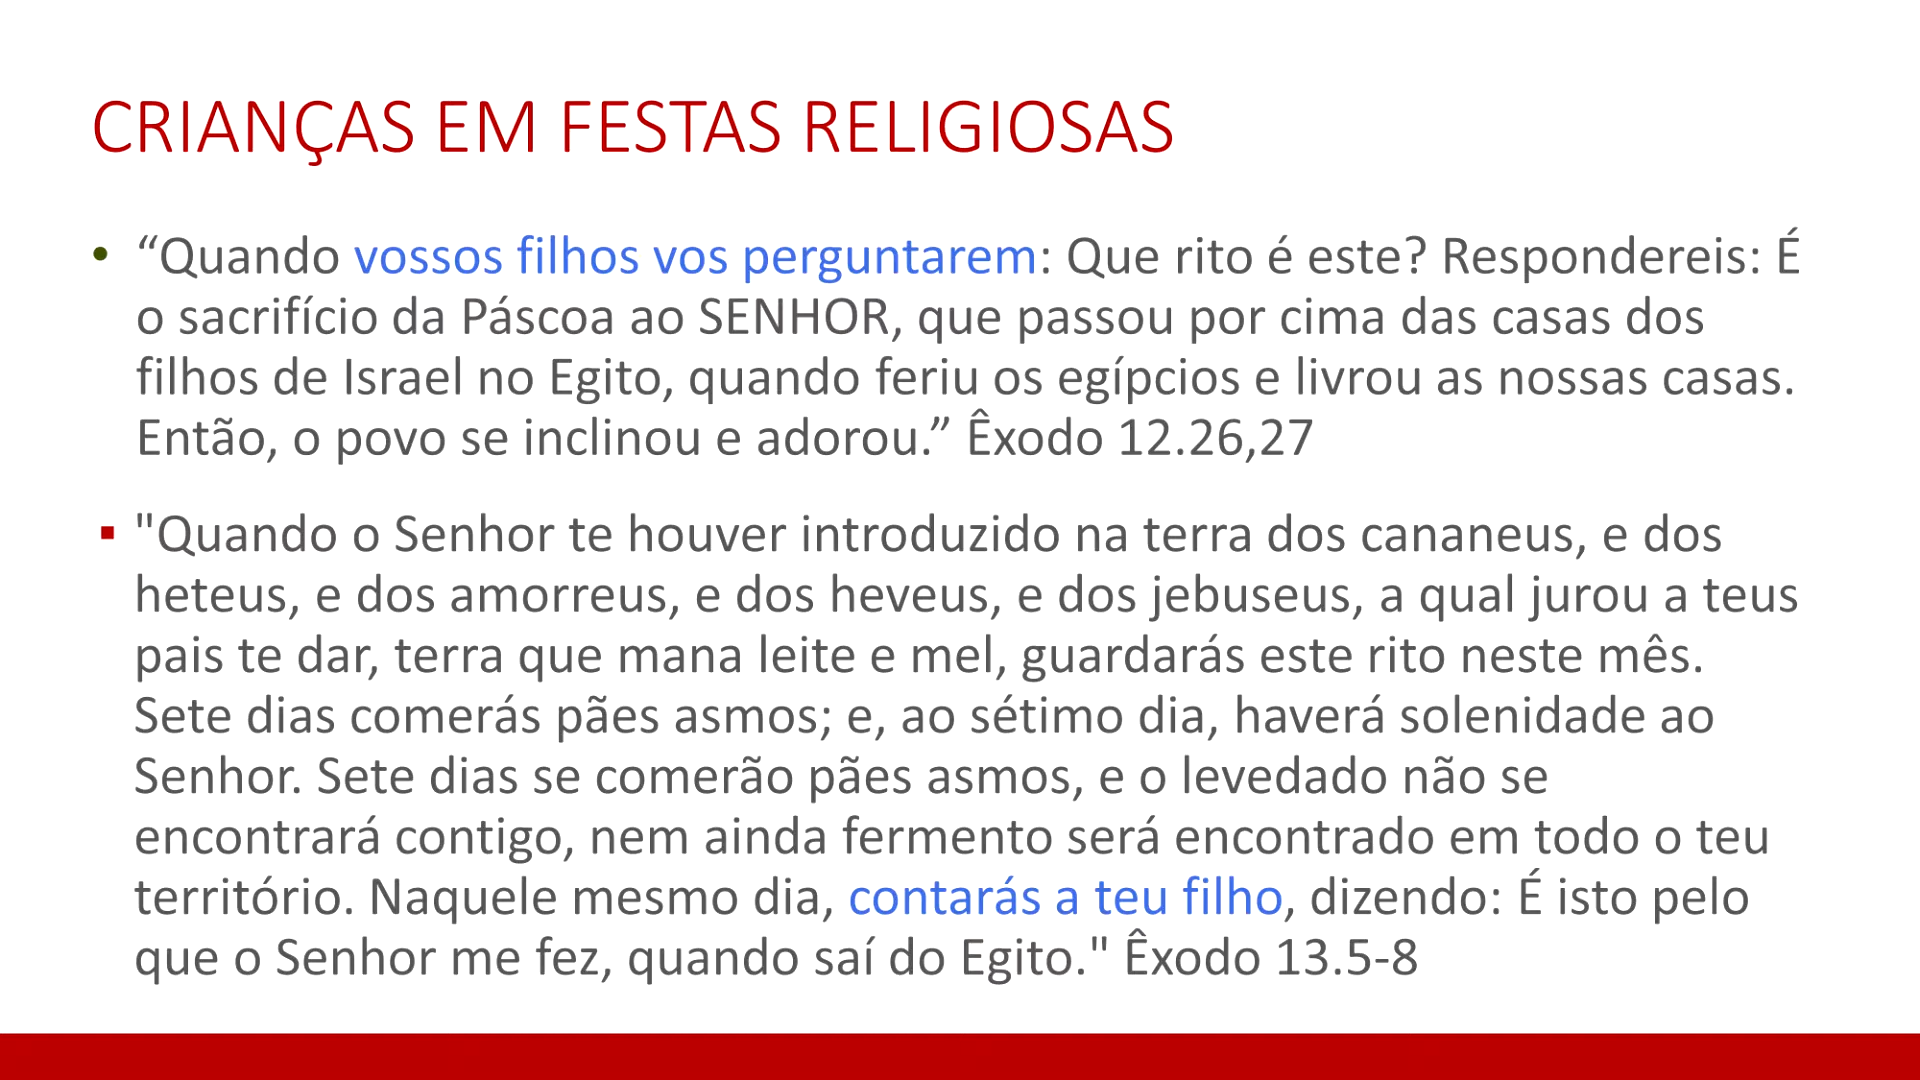 CRIANÇAS EM FESTAS RELIGIOSAS
• “Quando vossos filhos vos perguntarem: Que rito é este? Respondereis: É
o sacrifício da Páscoa ao SENHOR, que passou por cima das casas dos
filhos de Israel no Egito, quando feriu os egípcios e livrou as nossas casas.
Então, o povo se inclinou e adorou.” Êxodo 12.26,27
▪ "Quando o Senhor te houver introduzido na terra dos cananeus, e dos
heteus, e dos amorreus, e dos heveus, e dos jebuseus, a qual jurou a teus
pais te dar, terra que mana leite e mel, guardarás este rito neste mês.
Sete dias comerás pães asmos; e, ao sétimo dia, haverá solenidade ao
Senhor. Sete dias se comerão pães asmos, e o levedado não se
encontrará contigo, nem ainda fermento será encontrado em todo o teu
território. Naquele mesmo dia, contarás a teu filho, dizendo: É isto pelo
que o Senhor me fez, quando saí do Egito." Êxodo 13.5-8